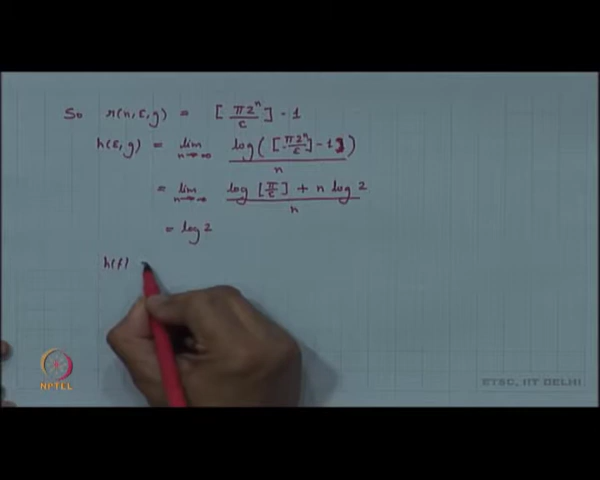 So r(n, ε, g) = [π2ⁿ/ε] - 1
h(ε, g) = lim n→∞ log([π2ⁿ/ε] - 1) / n
= lim n→∞ log [π/ε] + n log 2 / n
= log 2
h(f)
NPTEL
ETSC, IIT DELHI